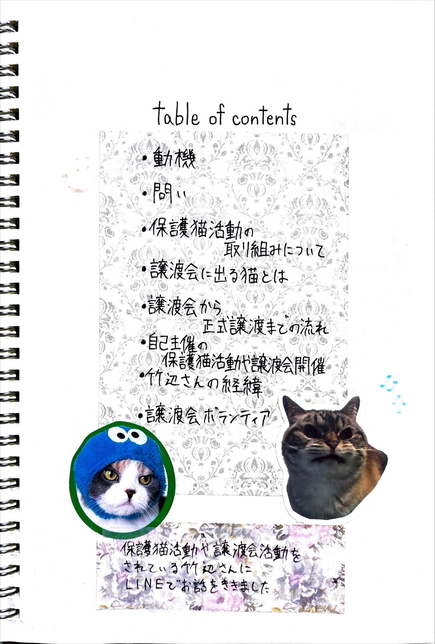 table of contents
・動機
・問い
・保護猫活動の
取り組みについて
・譲渡会に出る猫とは
・譲渡会から
正式譲渡までの流れ
・自己主催の
保護猫活動や譲渡会開催
・竹辺さんの経緯
・譲渡会ボランティア
保護猫活動や譲渡会活動を
されている竹辺さんに
LINEでお話をききました